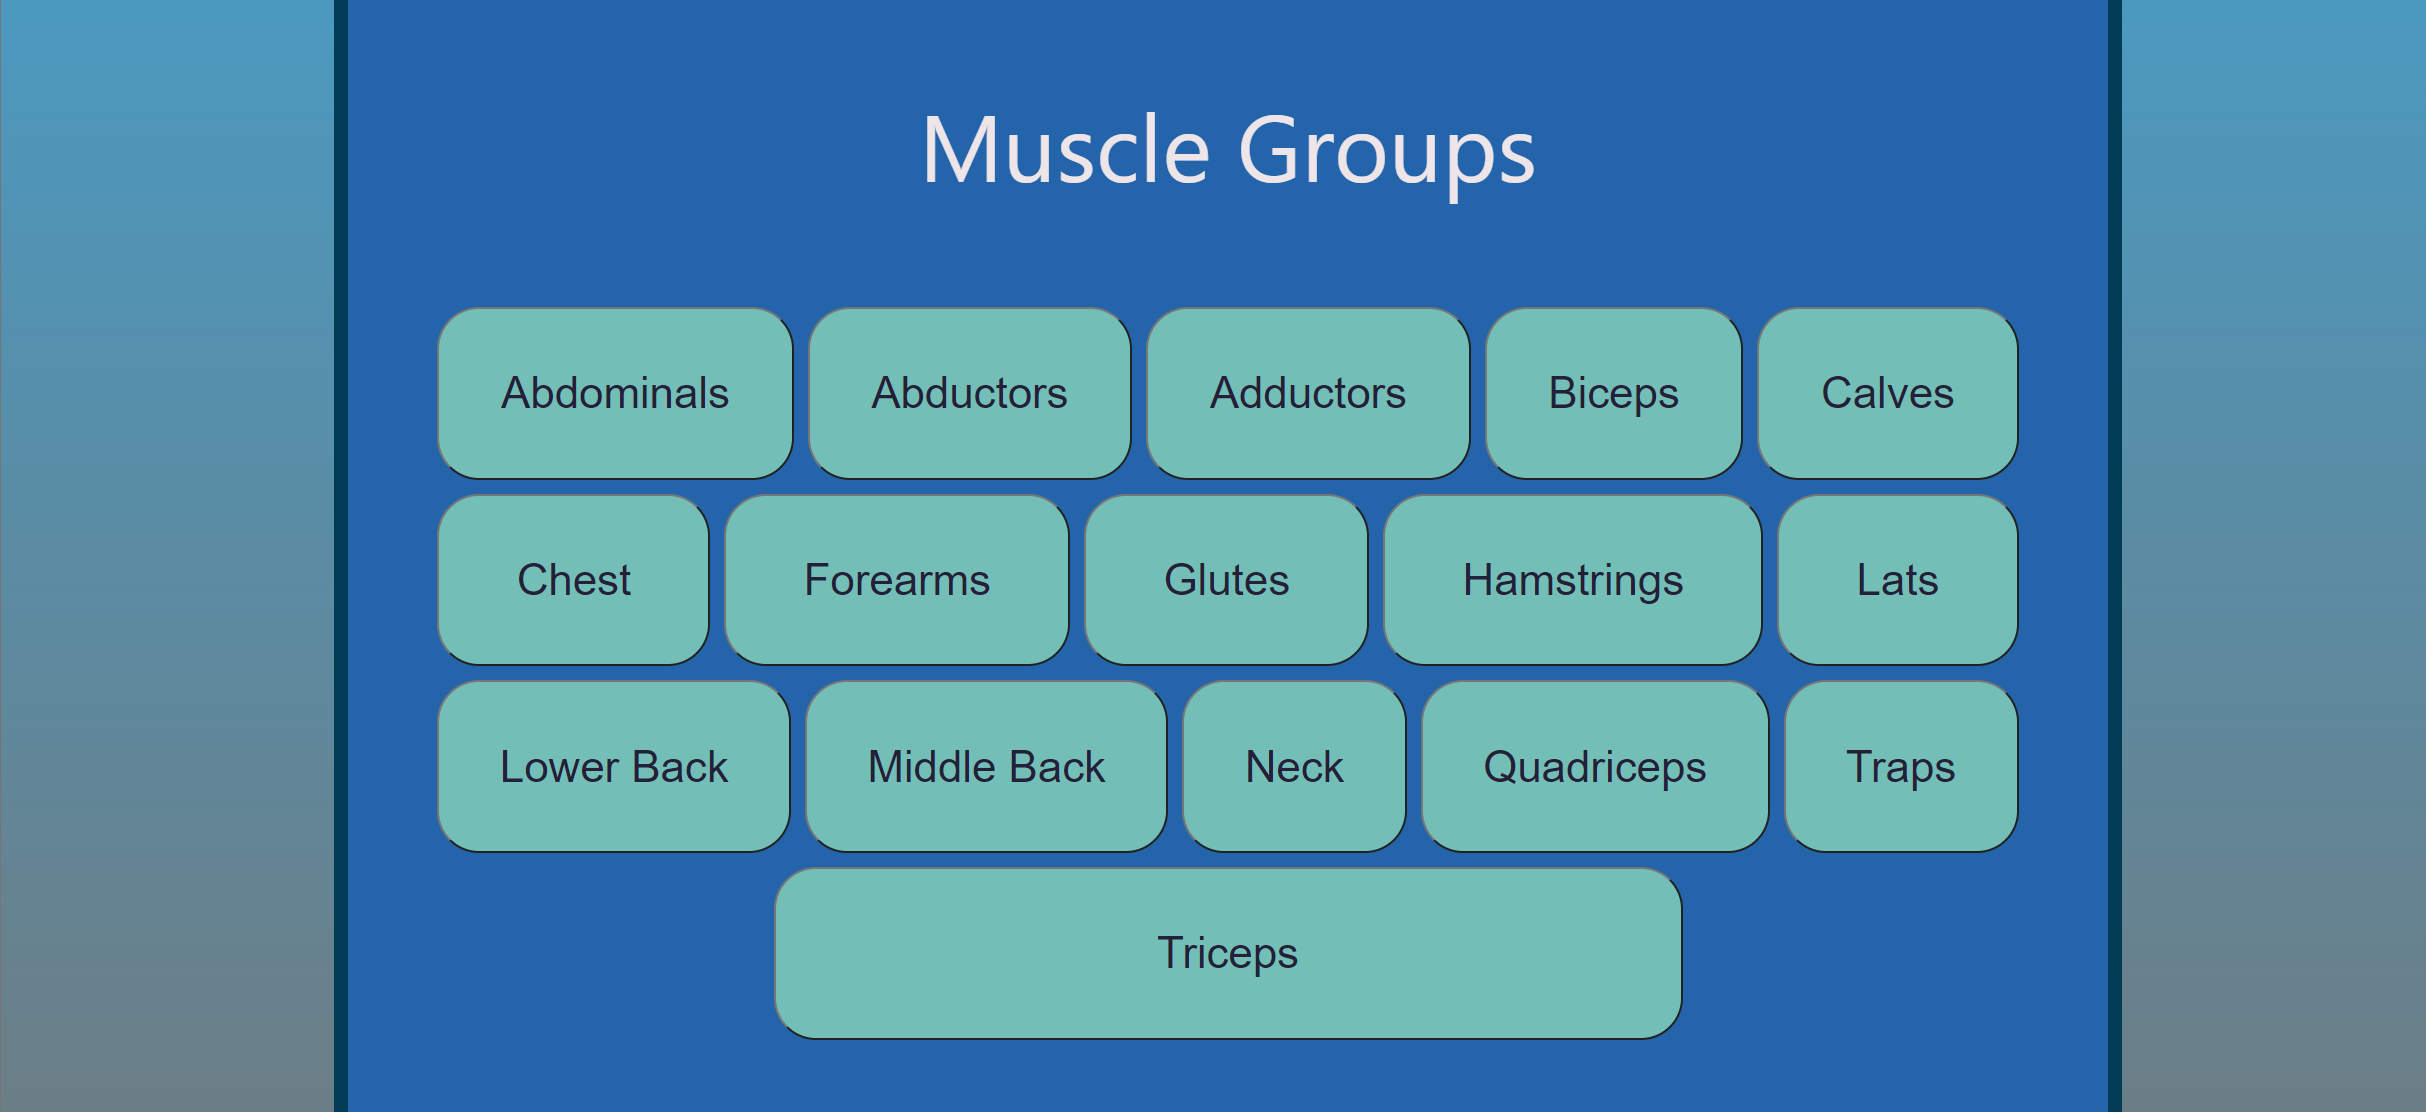 Muscle Groups
Abdominals
Abductors
Adductors
Biceps
Calves
Chest
Forearms
Glutes
Hamstrings
Lats
Lower Back
Middle Back
Neck
Quadriceps
Traps
Triceps